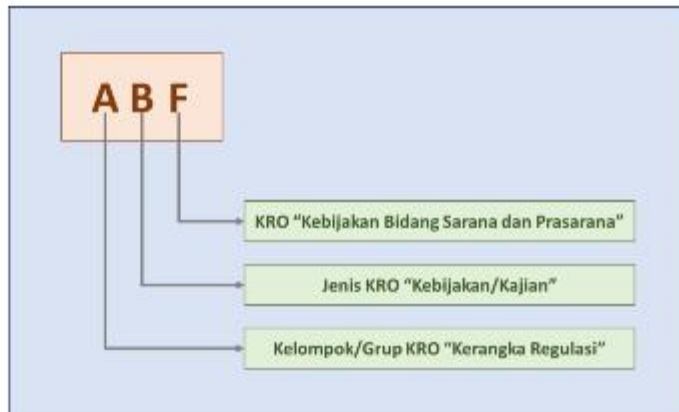 A B F
KRO “Kebijakan Bidang Sarana dan Prasarana”
Jenis KRO “Kebijakan/Kajian”
Kelompok/Grup KRO “Kerangka Regulasi”